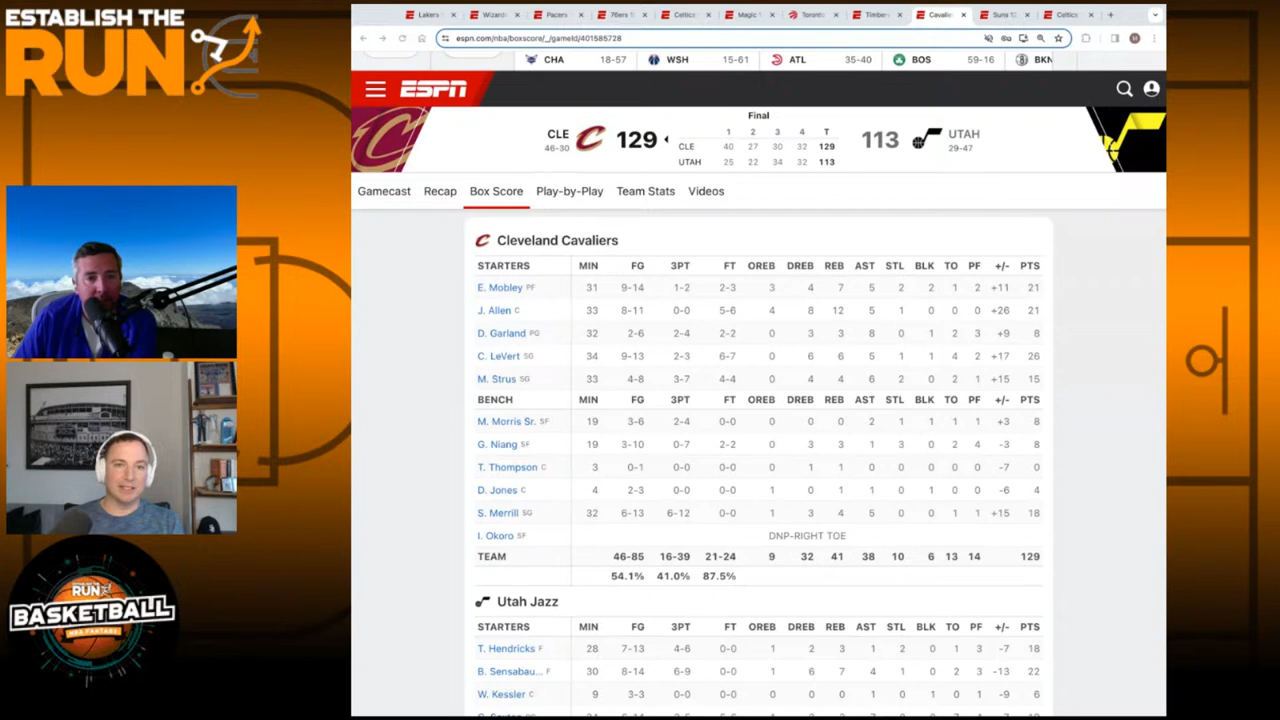 ESTABLISH THE
RUN
Lakers
Wizards
Pacers
76ers
Celtics
Magic
Toronto
Timber
Cavalie
Suns 12
Celtics
espn.com/nba/boxscore/_/gameId/401585728
CHA 18-57 WSH 15-61 ATL 35-40 BOS 59-16 BKN
ESPN
Final
CLE 46-30 129 113 UTAH 29-47
1 2 3 4 T
CLE 40 27 30 32 129
UTAH 25 22 34 32 113
Gamecast Recap Box Score Play-by-Play Team Stats Videos
Cleveland Cavaliers
STARTERS MIN FG 3PT FT OREB DREB REB AST STL BLK TO PF +/- PTS
E. Mobley PF 31 9-14 1-2 2-3 3 4 7 5 2 2 1 2 +11 21
J. Allen C 33 8-11 0-0 5-6 4 8 12 5 1 0 0 0 +26 21
D. Garland PG 32 2-6 2-4 2-2 0 3 3 8 0 1 2 3 +9 8
C. LeVert SG 34 9-13 2-3 6-7 0 6 6 5 1 1 4 2 +17 26
M. Strus SG 33 4-8 3-7 4-4 0 4 4 6 2 0 2 1 +15 15
BENCH MIN FG 3PT FT OREB DREB REB AST STL BLK TO PF +/- PTS
M. Morris Sr. SF 19 3-6 2-4 0-0 0 0 0 2 1 1 1 1 +3 8
G. Niang SF 19 3-10 0-7 2-2 0 3 3 1 3 0 2 4 -3 8
T. Thompson C 3 0-1 0-0 0-0 0 1 1 0 0 0 0 0 -7 0
D. Jones C 4 2-3 0-0 0-0 1 0 1 1 0 1 0 0 -6 4
S. Merrill SG 32 6-13 6-12 0-0 1 3 4 5 0 0 1 1 +15 18
I. Okoro SF DNP-RIGHT TOE
TEAM 46-85 16-39 21-24 9 32 41 38 10 6 13 14 129
54.1% 41.0% 87.5%
Utah Jazz
STARTERS MIN FG 3PT FT OREB DREB REB AST STL BLK TO PF +/- PTS
T. Hendricks F 28 7-13 4-6 0-0 1 2 3 1 2 0 1 3 -7 18
B. Sensabau... F 30 8-14 6-9 0-0 1 6 7 4 1 0 2 3 -13 22
W. Kessler C 9 3-3 0-0 0-0 0 0 0 1 0 1 0 1 -9 6
ESTABLISH THE
RUN
BASKETBALL
NBA FANTASY